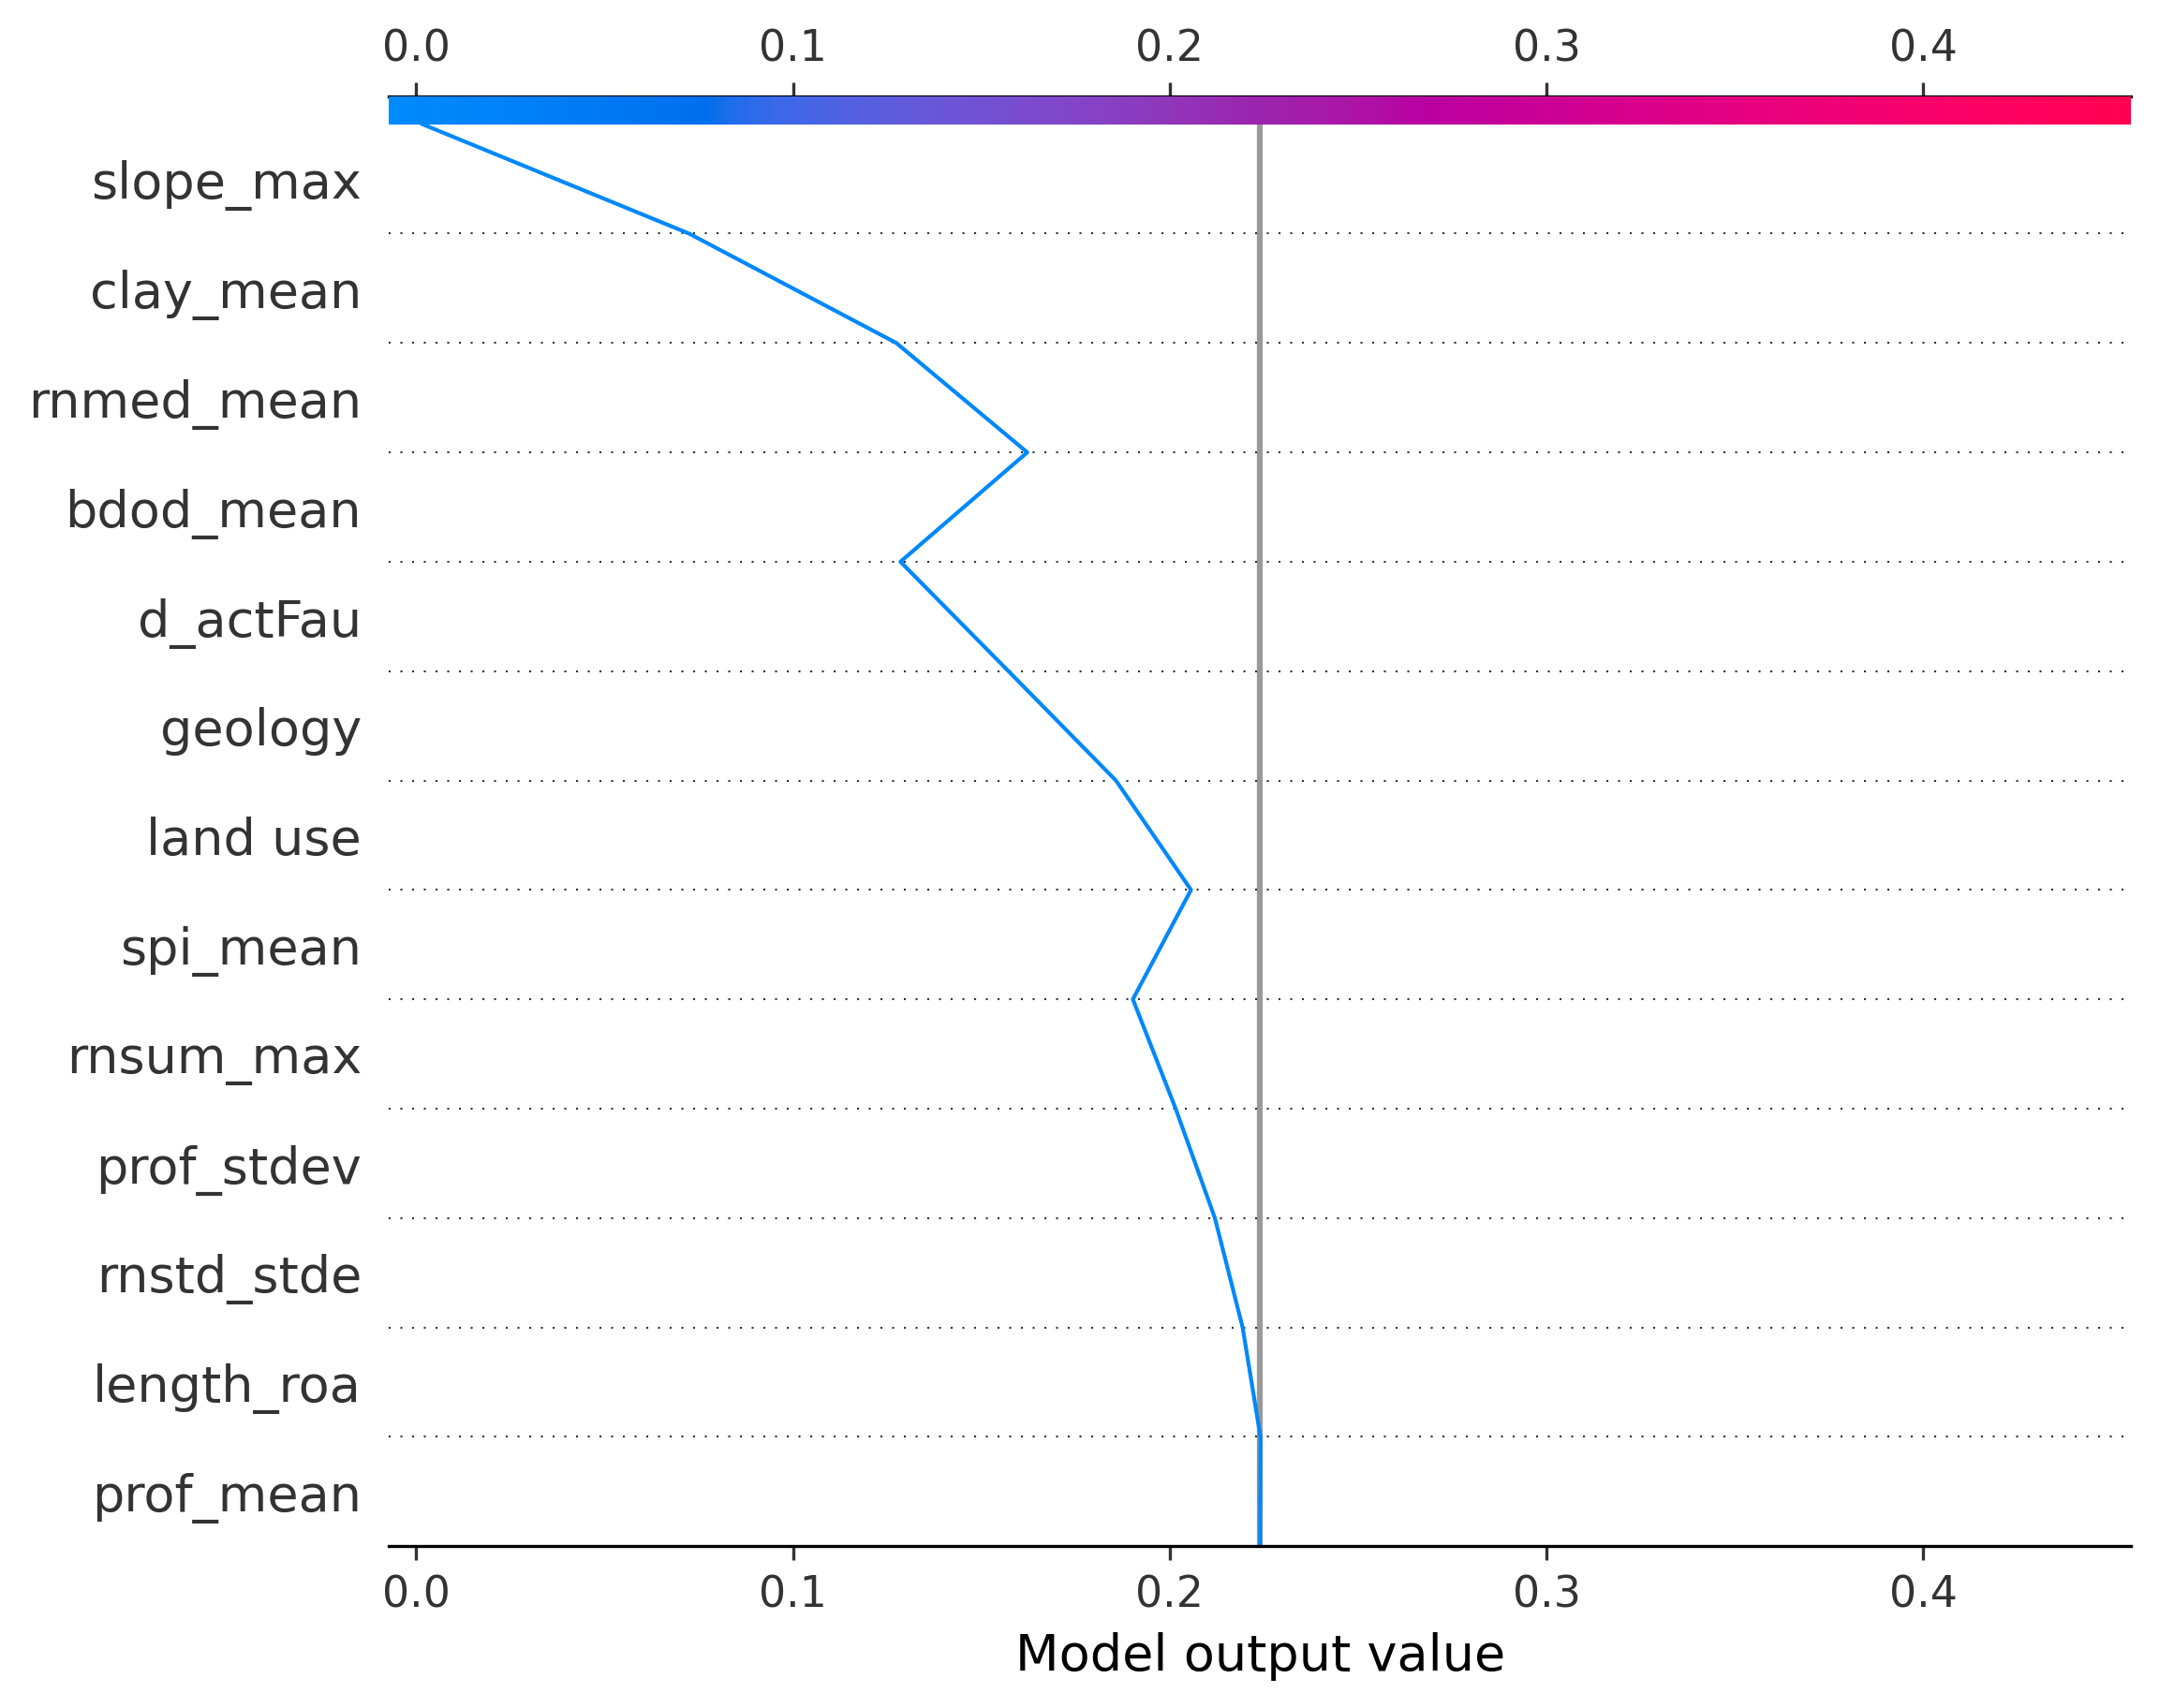 0.0 0.1 0.2 0.3 0.4
slope_max
clay_mean
rnmed_mean
bdod_mean
d_actFau
geology
land use
spi_mean
rnsum_max
prof_stdev
rnstd_stde
length_roa
prof_mean
0.0 0.1 0.2 0.3 0.4
Model output value